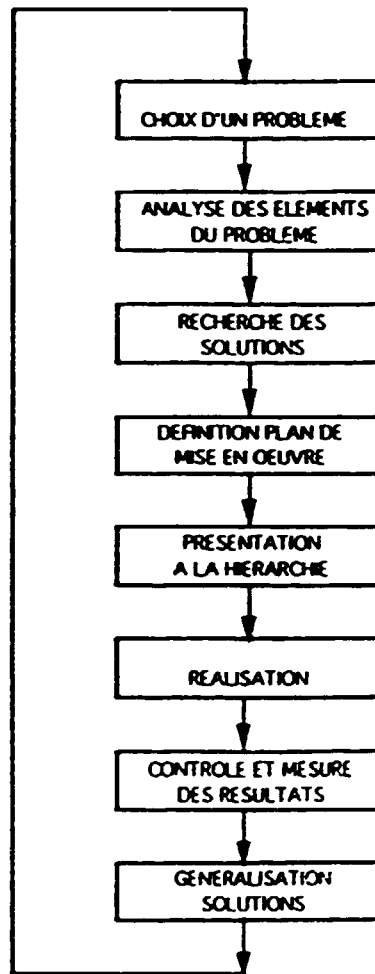 CHOIX D'UN PROBLEME
ANALYSE DES ELEMENTS
DU PROBLEME
RECHERCHE DES
SOLUTIONS
DEFINITION PLAN DE
MISE EN OEUVRE
PRESENTATION
A LA HIERARCHIE
REALISATION
CONTROLE ET MESURE
DES RESULTATS
GENERALISATION
SOLUTIONS